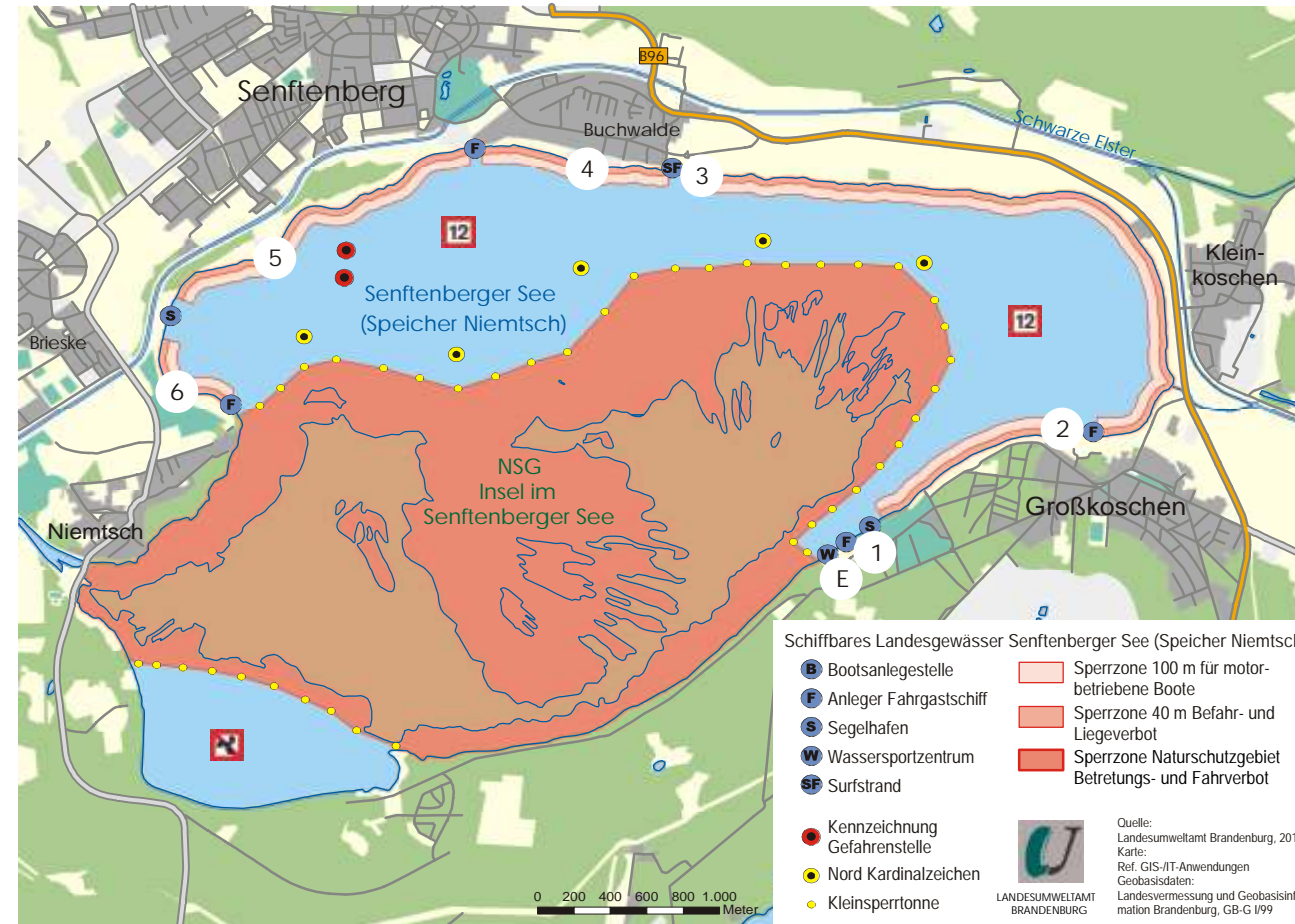 B96
Senftenberg
Buchwalde
Schwarze Elster
F
4
SF
3
12
5
Klein-
koschen
Senftenberger See
(Speicher Niemtsch)
S
12
Brieske
6
F
2
F
NSG
Insel im
Senftenberger See
Großkoschen
Niemtsch
S
F
1
W
E
Schiffbares Landesgewässer Senftenberger See (Speicher Niemtsch
B Bootsanlegestelle
F Anleger Fahrgastschiff
S Segelhafen
W Wassersportzentrum
SF Surfstrand
Sperrzone 100 m für motor-
betriebene Boote
Sperrzone 40 m Befahr- und
Liegeverbot
Sperrzone Naturschutzgebiet
Betretungs- und Fahrverbot
Kennzeichnung
Gefahrenstelle
Nord Kardinalzeichen
Kleinsperrtonne
LANDESUMWELTAMT
BRANDENBURG
Quelle:
Landesumweltamt Brandenburg, 201
Karte:
Ref. GIS-/IT-Anwendungen
Geobasisdaten:
Landesvermessung und Geobasisinf
mation Brandenburg, GB-G I/99
0 200 400 600 800 1.000
Meter